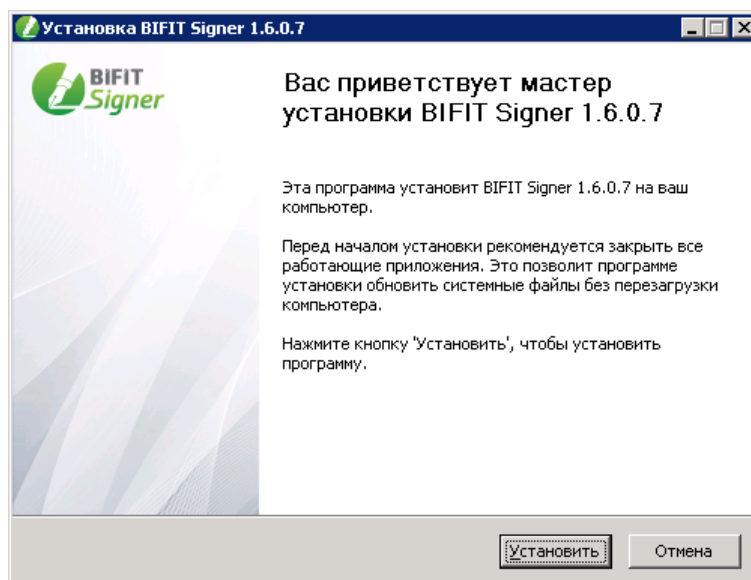 Установка BIFIT Signer 1.6.0.7
BIFIT
Signer
Вас приветствует мастер
установки BIFIT Signer 1.6.0.7
Эта программа установит BIFIT Signer 1.6.0.7 на ваш
компьютер.
Перед началом установки рекомендуется закрыть все
работающие приложения. Это позволит программе
установки обновить системные файлы без перезагрузки
компьютера.
Нажмите кнопку 'Установить', чтобы установить
программу.
Установить
Отмена